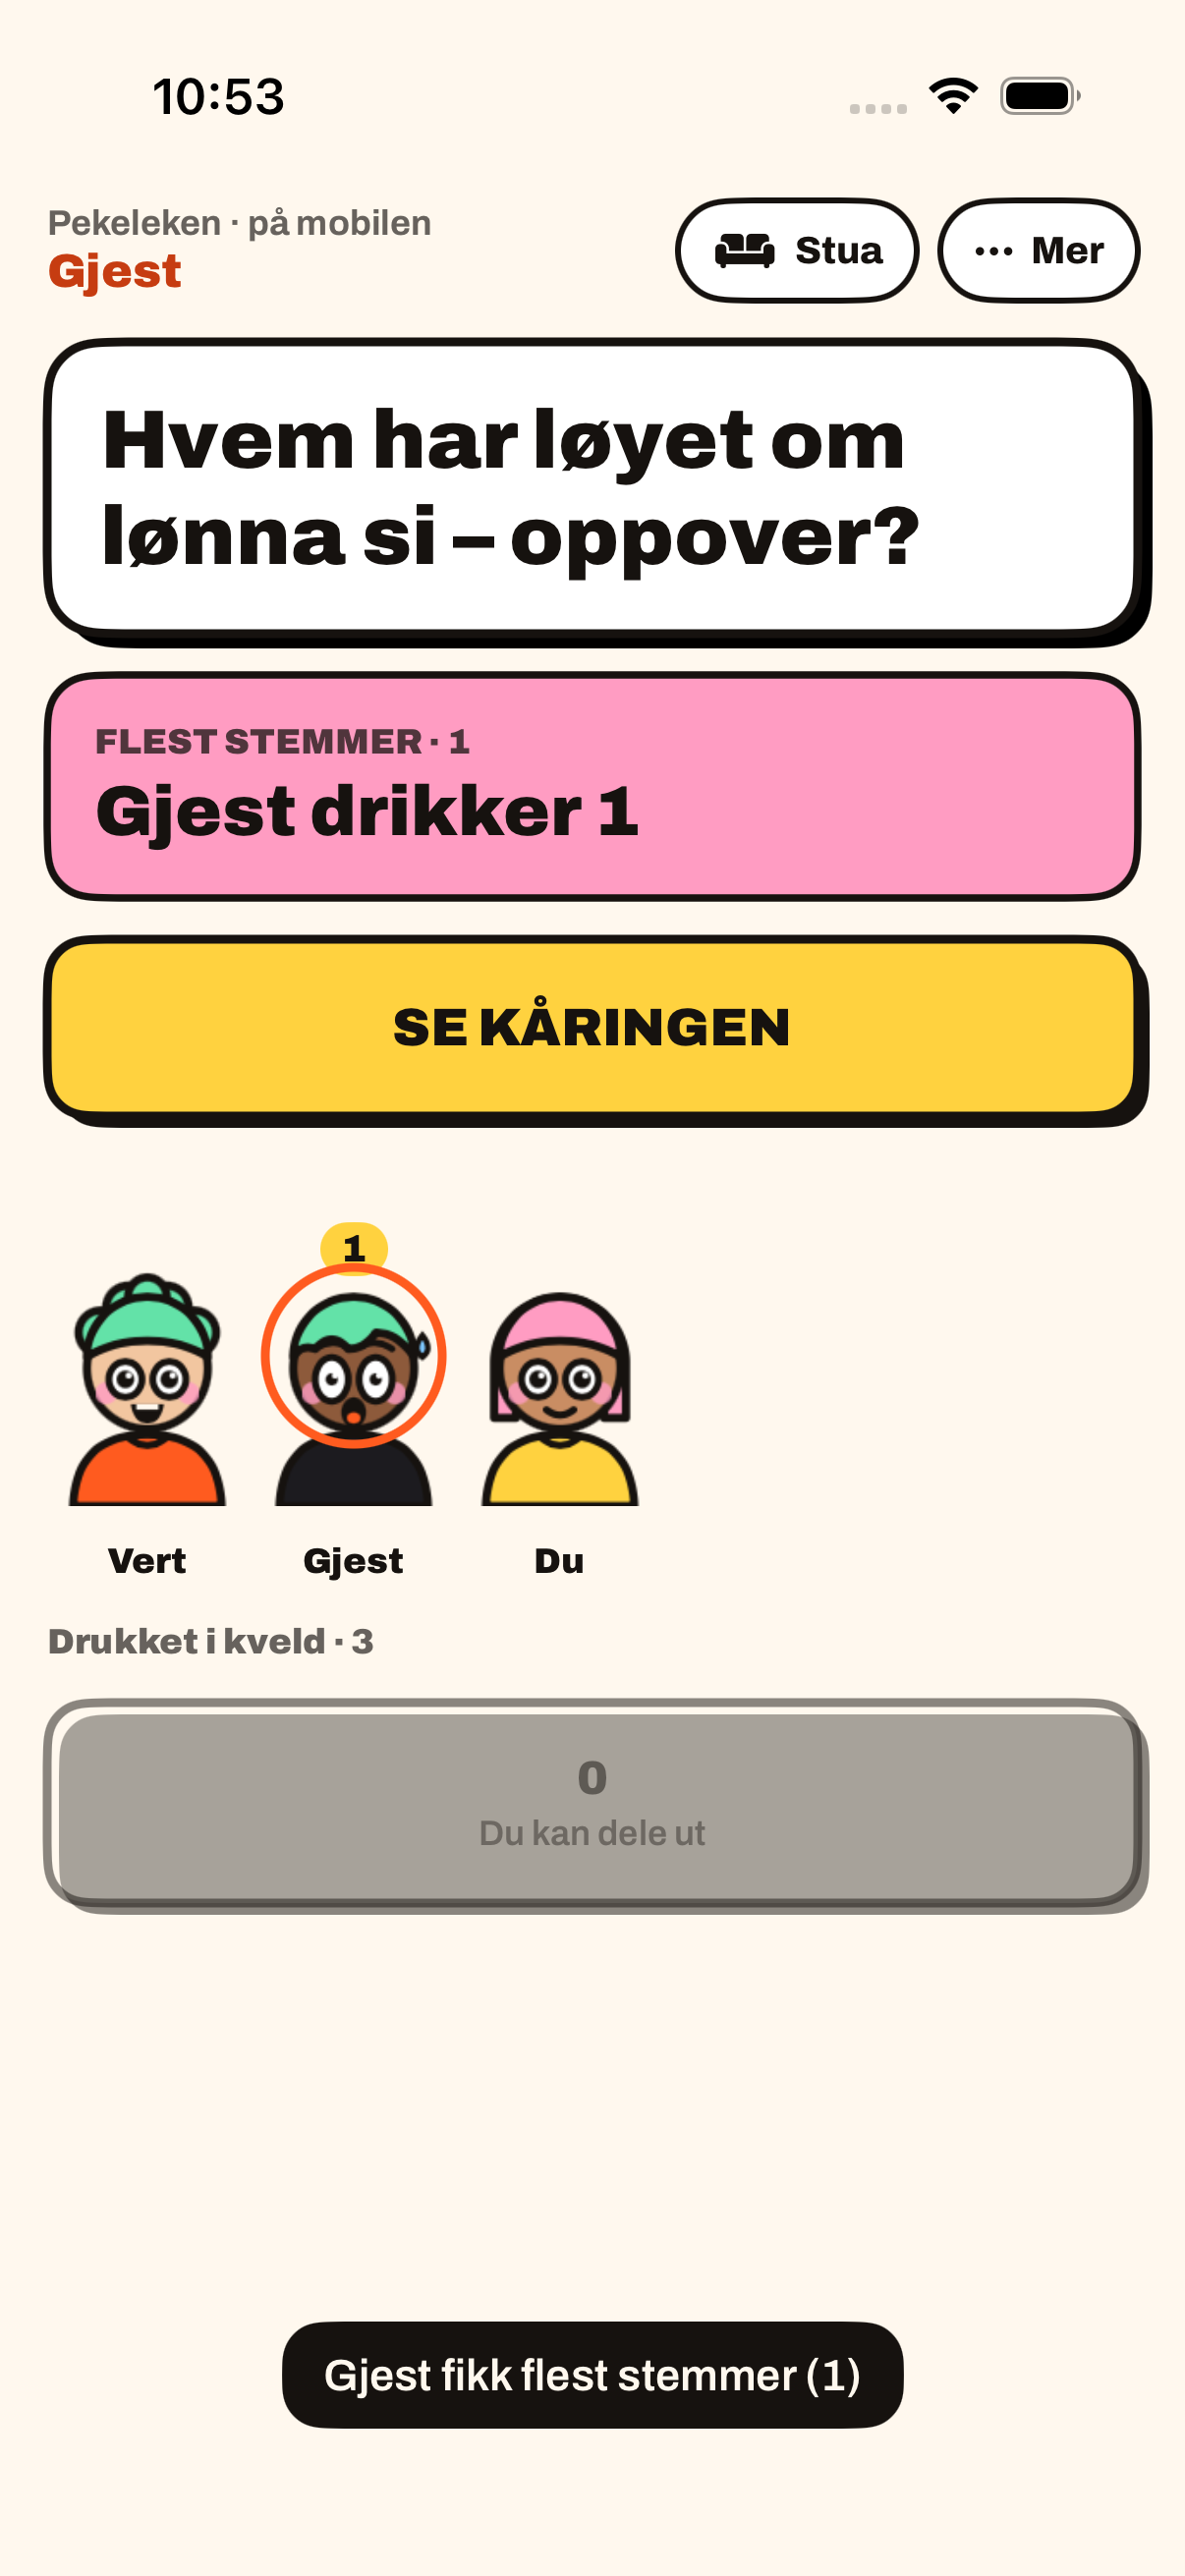 10:53
Pekeleken · på mobilen
Gjest
Stua
Mer
Hvem har løyet om
lønna si – oppover?
FLEST STEMMER · 1
Gjest drikker 1
SE KÅRINGEN
1
Vert
Gjest
Du
Drukket i kveld · 3
0
Du kan dele ut
Gjest fikk flest stemmer (1)